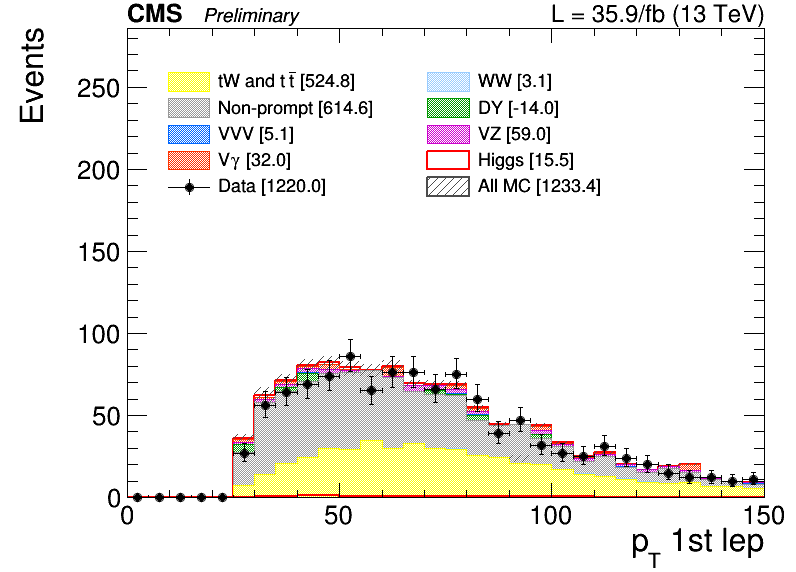 CMS Preliminary L = 35.9/fb (13 TeV)
Events
250
200
150
100
50
0
tW and t t̄ [524.8]
Non-prompt [614.6]
VVV [5.1]
Vγ [32.0]
Data [1220.0]
WW [3.1]
DY [-14.0]
VZ [59.0]
Higgs [15.5]
All MC [1233.4]
0 50 100 150
p_T 1st lep